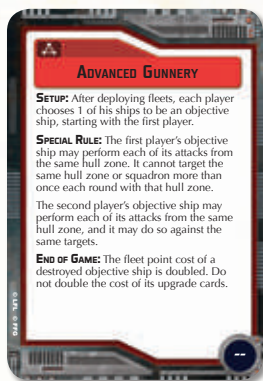 ADVANCED GUNNERY
SETUP: After deploying fleets, each player
chooses 1 of his ships to be an objective
ship, starting with the first player.
SPECIAL RULE: The first player's objective
ship may perform each of its attacks from
the same hull zone. It cannot target the
same hull zone or squadron more than
once each round with that hull zone.
The second player's objective ship may
perform each of its attacks from the same
hull zone, and it may do so against the
same targets.
END OF GAME: The fleet point cost of a
destroyed objective ship is doubled. Do
not double the cost of its upgrade cards.
© LFL © FFG
--